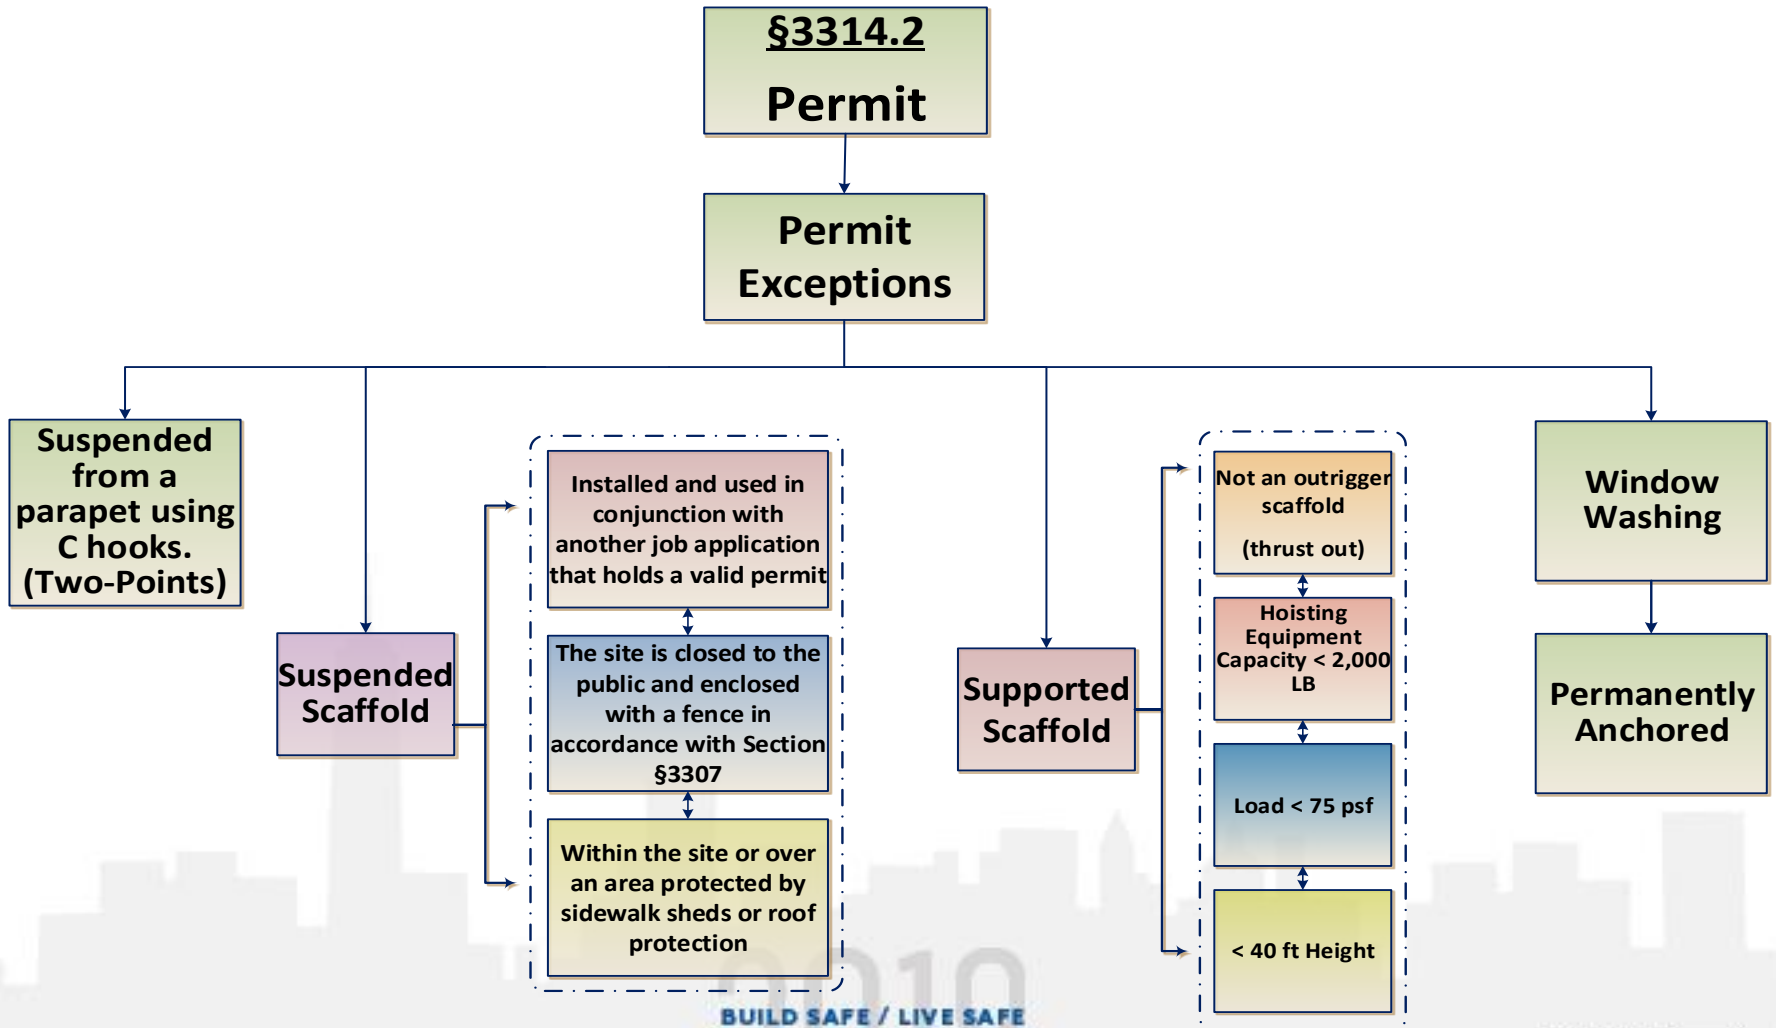 §3314.2
Permit
Permit
Exceptions
Suspended
from a
parapet using
C hooks.
(Two-Points)
Suspended
Scaffold
Installed and used in
conjunction with
another job application
that holds a valid permit
The site is closed to the
public and enclosed
with a fence in
accordance with Section
§3307
Within the site or over
an area protected by
sidewalk sheds or roof
protection
Supported
Scaffold
Not an outrigger
scaffold
(thrust out)
Hoisting
Equipment
Capacity < 2,000
LB
Load < 75 psf
< 40 ft Height
Window
Washing
Permanently
Anchored
2019
BUILD SAFE / LIVE SAFE